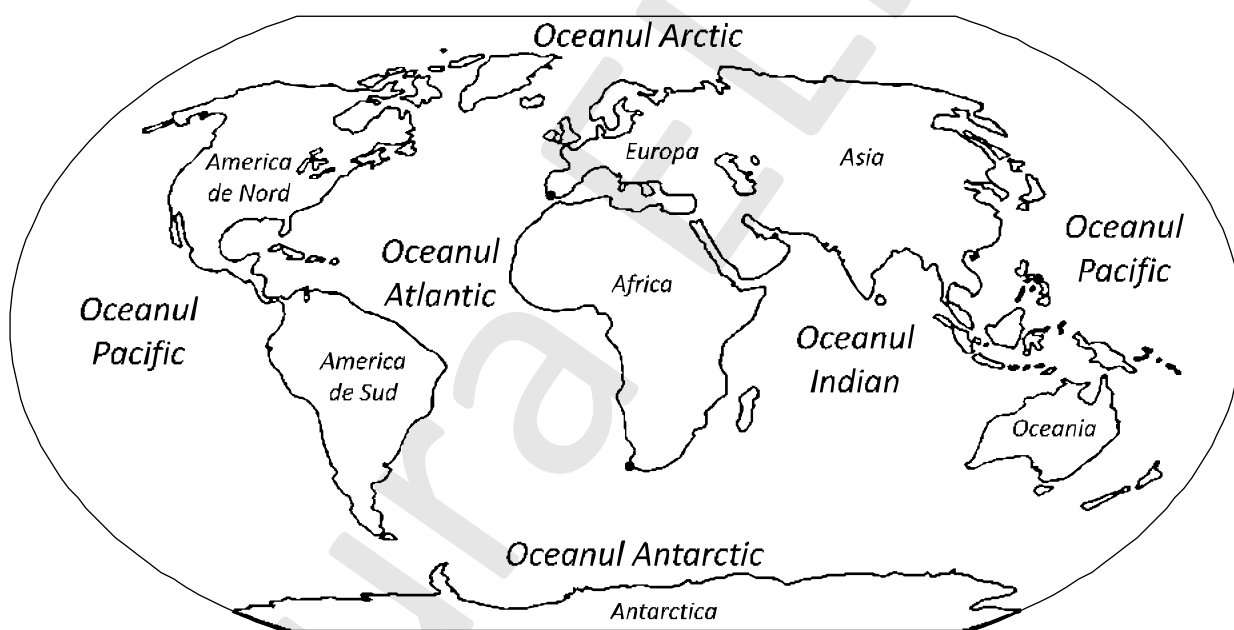 Oceanul Arctic
America
de Nord
Europa
Asia
Oceanul
Atlantic
Oceanul
Pacific
Africa
Oceanul
Pacific
Oceanul
Indian
America
de Sud
Oceania
Oceanul Antarctic
Antarctica